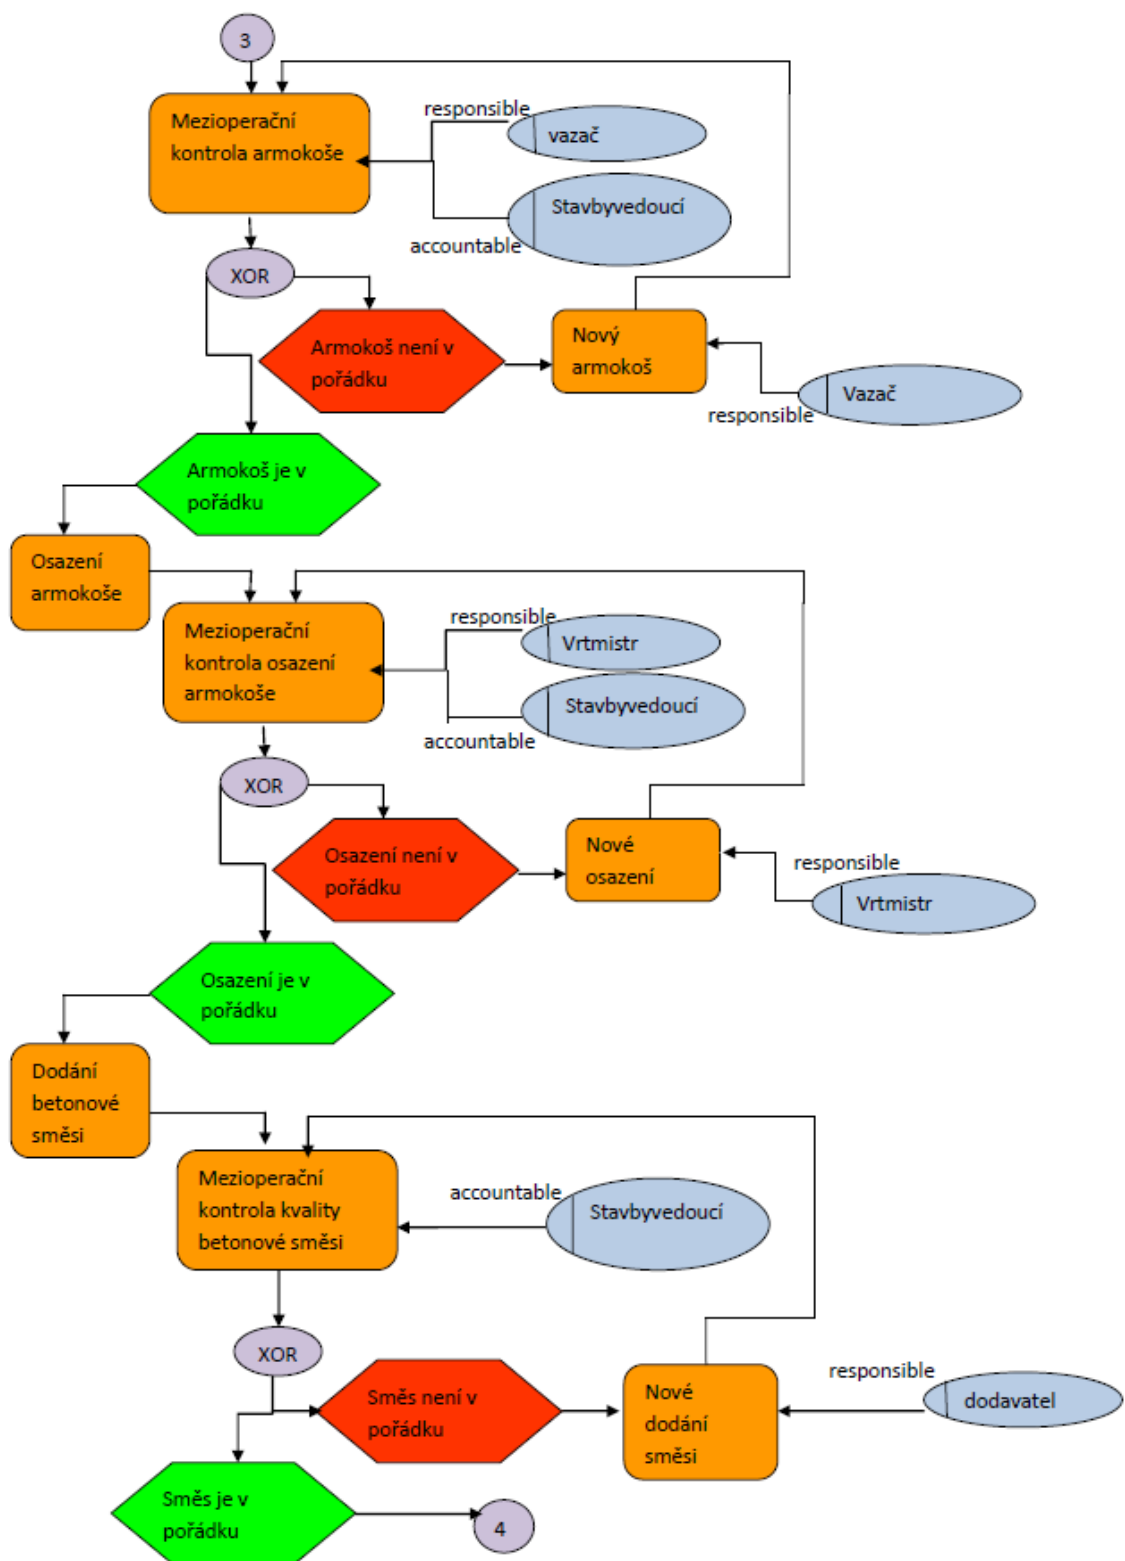 3
Mezioperační
kontrola armokoše
responsible
vazač
Stavbyvedoucí
accountable
XOR
Armokoš není v
pořádku
Nový
armokoš
Vazač
responsible
Armokoš je v
pořádku
Osazení
armokoše
Mezioperační
kontrola osazení
armokoše
responsible
Vrtmistr
Stavbyvedoucí
accountable
XOR
Osazení není v
pořádku
Nové
osazení
responsible
Vrtmistr
Osazení je v
pořádku
Dodání
betonové
směsi
Mezioperační
kontrola kvality
betonové směsi
accountable
Stavbyvedoucí
XOR
Směs není v
pořádku
Nové
dodání
směsi
responsible
dodavatel
Směs je v
pořádku
4